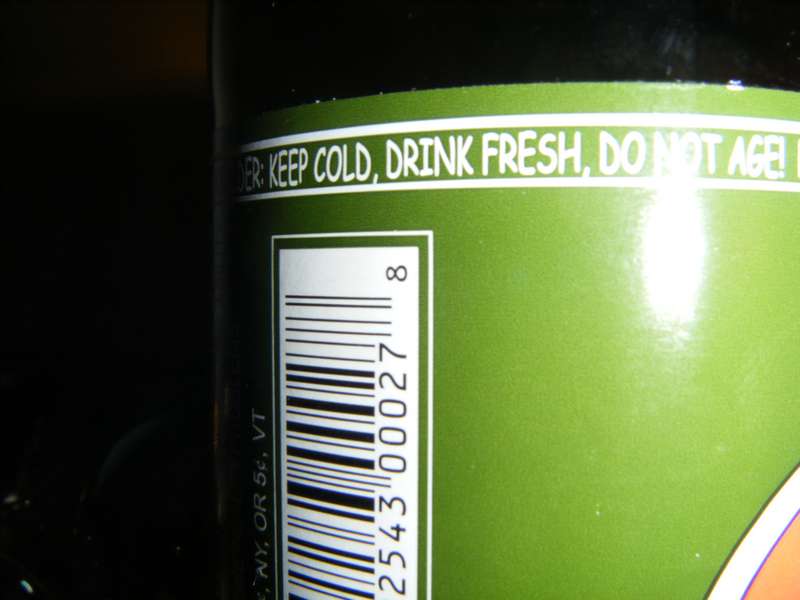 DER: KEEP COLD, DRINK FRESH, DO NOT AGE!
8
2543 00027
NY, OR 5¢, VT